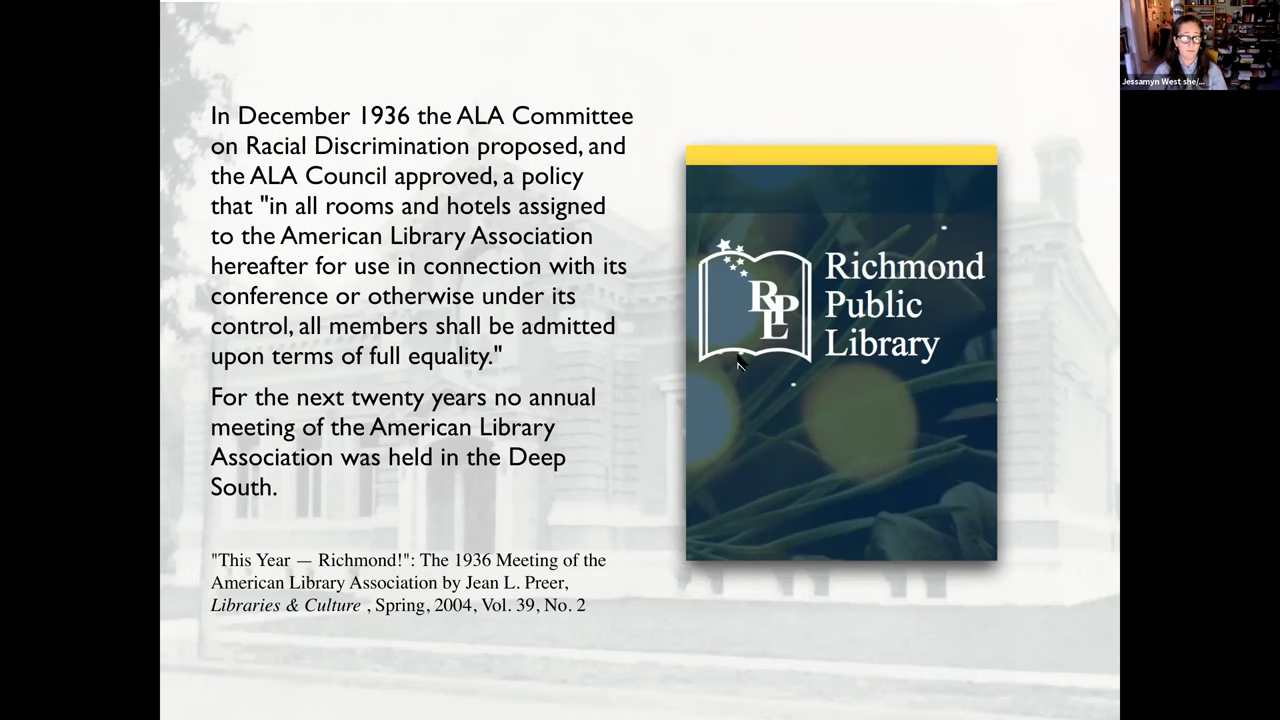 In December 1936 the ALA Committee
on Racial Discrimination proposed, and
the ALA Council approved, a policy
that "in all rooms and hotels assigned
to the American Library Association
hereafter for use in connection with its
conference or otherwise under its
control, all members shall be admitted
upon terms of full equality."
For the next twenty years no annual
meeting of the American Library
Association was held in the Deep
South.
"This Year — Richmond!": The 1936 Meeting of the
American Library Association by Jean L. Preer,
Libraries & Culture , Spring, 2004, Vol. 39, No. 2
RPL
Richmond
Public
Library
Jessamyn West she/...